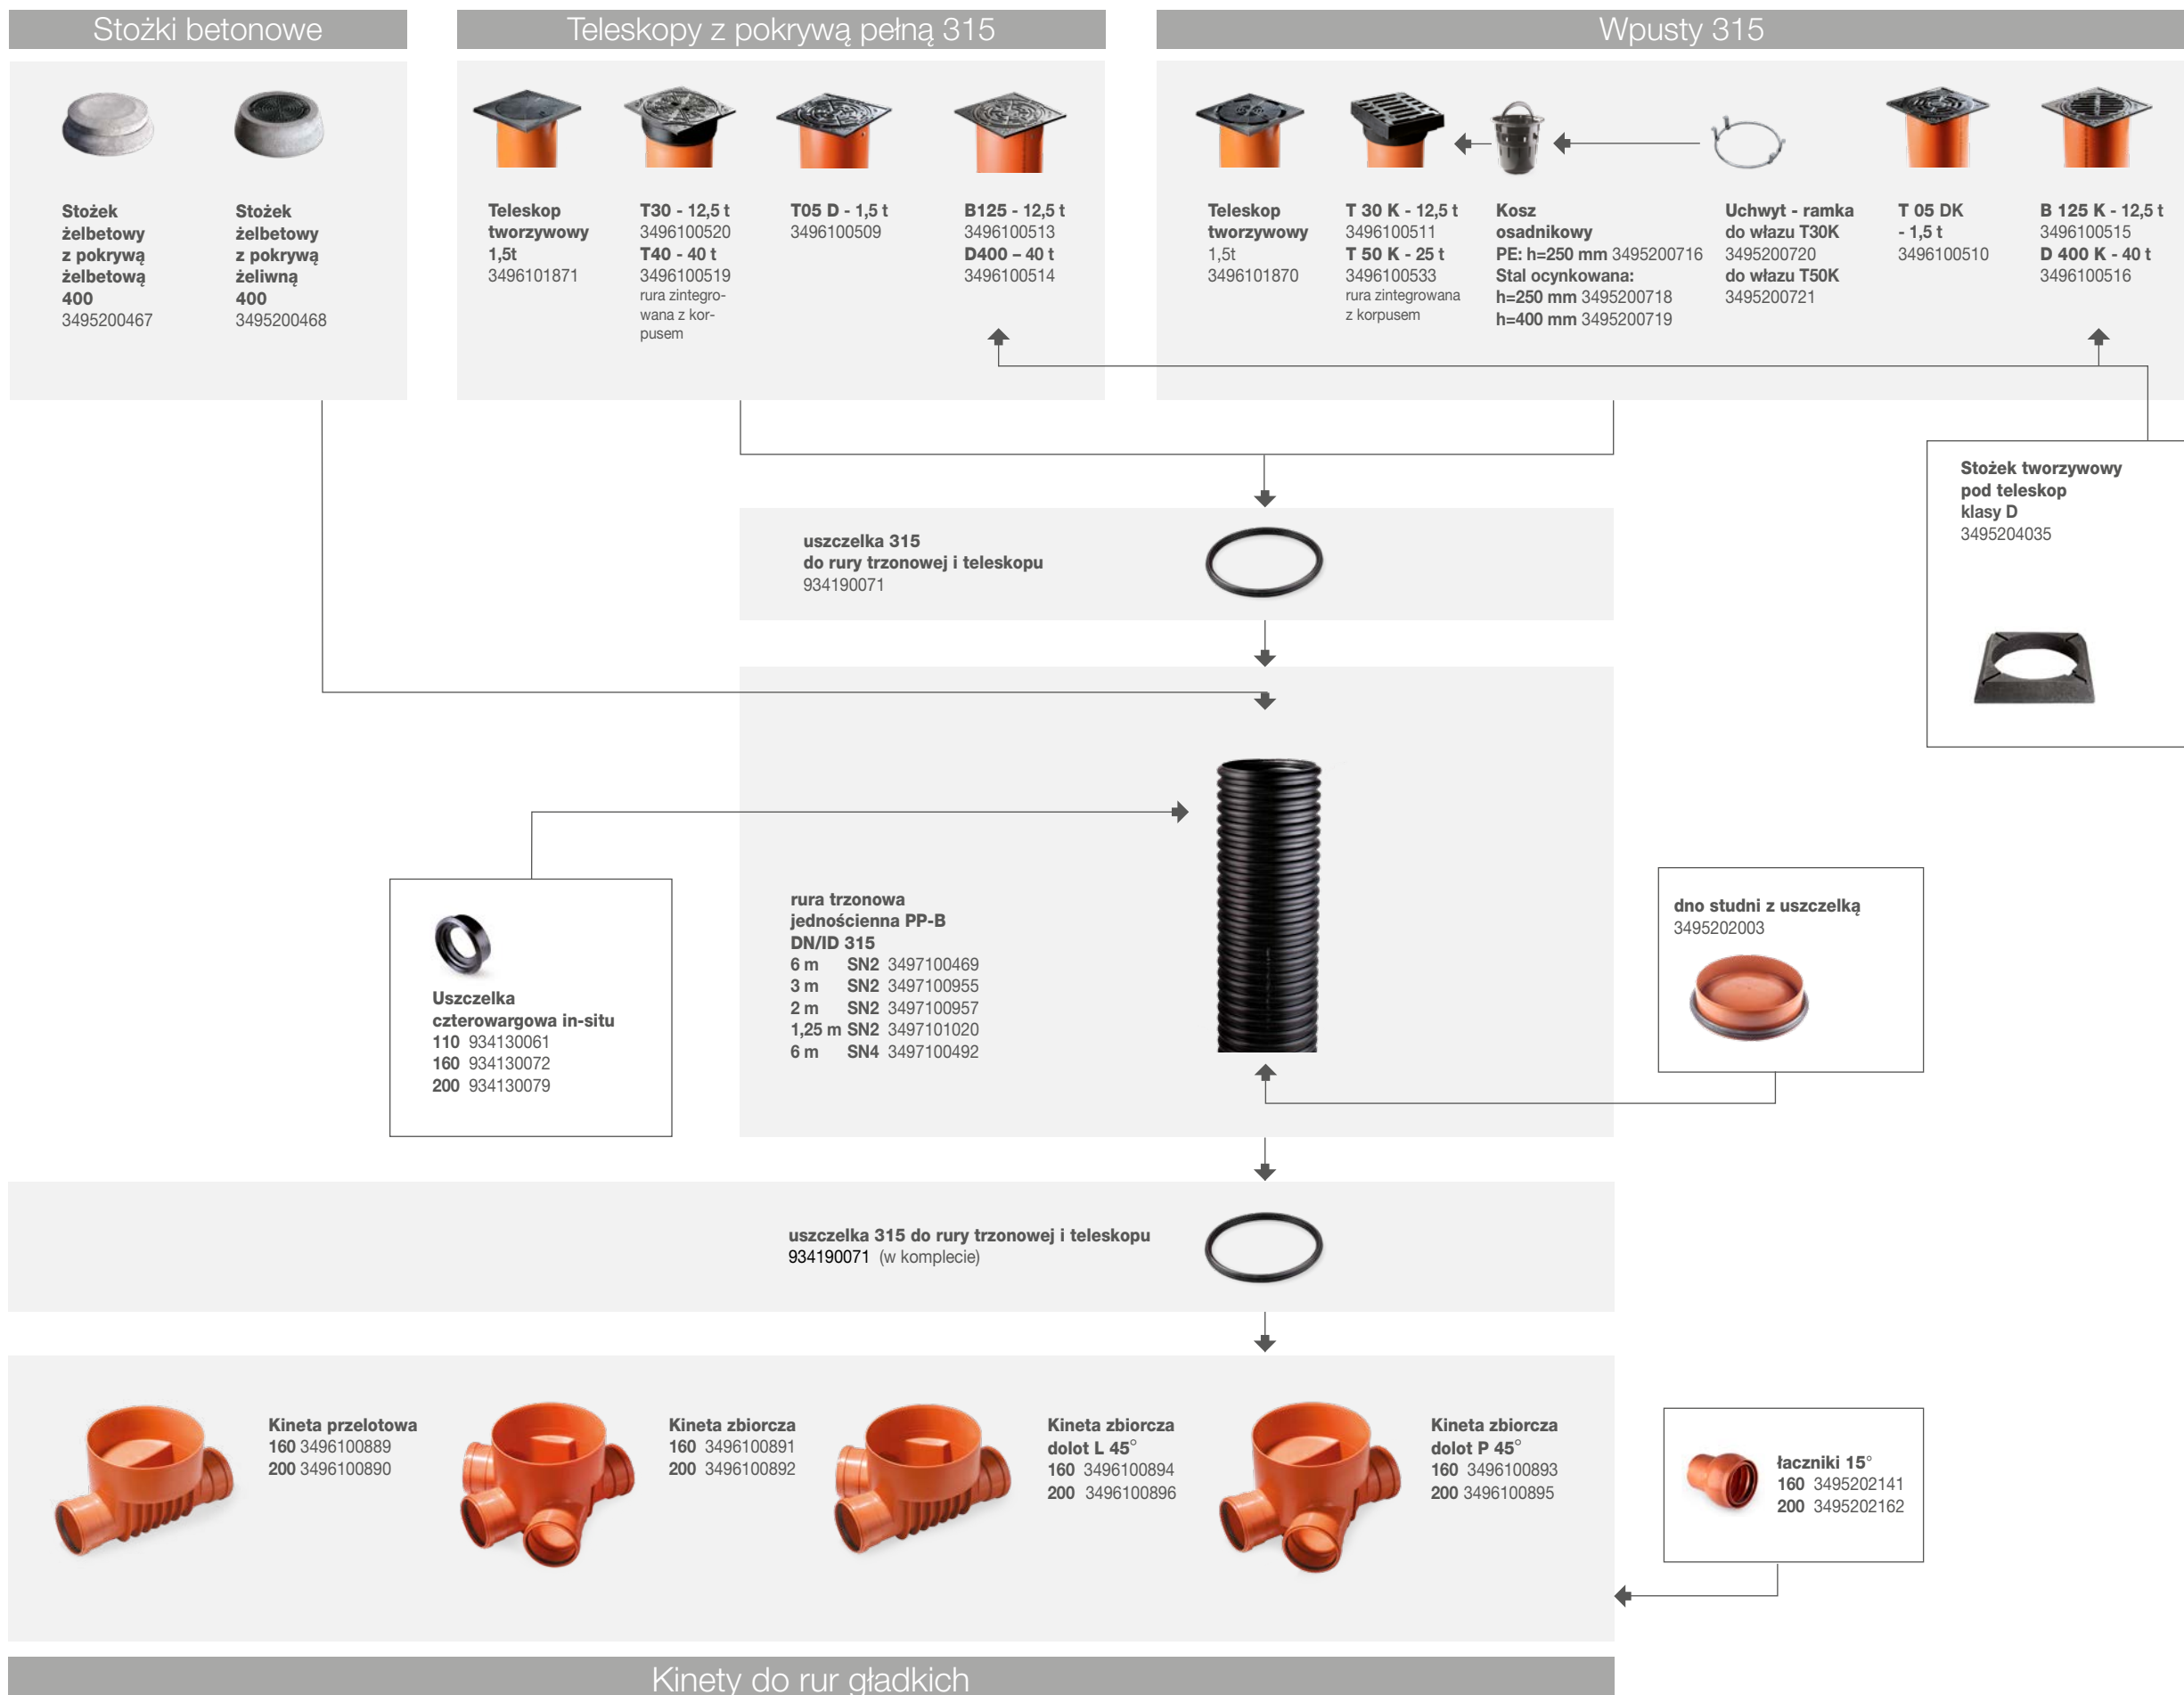 Stożki betonowe
Teleskopy z pokrywą pełną 315
Wpusty 315
Stożek
żelbetowy
z pokrywą
żelbetową
400
3495200467
Stożek
żelbetowy
z pokrywą
żeliwną
400
3495200468
Teleskop
tworzywowy
1,5t
3496101871
T30 - 12,5 t
3496100520
T40 - 40 t
3496100519
rura zintegro-
wana z kor-
pusem
T05 D - 1,5 t
3496100509
B125 - 12,5 t
3496100513
D400 – 40 t
3496100514
Teleskop
tworzywowy
1,5t
3496101870
T 30 K - 12,5 t
3496100511
T 50 K - 25 t
3496100533
rura zintegrowana
z korpusem
Kosz
osadnikowy
PE: h=250 mm 3495200716
Stal ocynkowana:
h=250 mm 3495200718
h=400 mm 3495200719
Uchwyt - ramka
do włazu T30K
3495200720
do włazu T50K
3495200721
T 05 DK
- 1,5 t
3496100510
B 125 K - 12,5 t
3496100515
D 400 K - 40 t
3496100516
Stożek tworzywowy
pod teleskop
klasy D
3495204035
uszczelka 315
do rury trzonowej i teleskopu
934190071
rura trzonowa
jednościenna PP-B
DN/ID 315
6 m SN2 3497100469
3 m SN2 3497100955
2 m SN2 3497100957
1,25 m SN2 3497101020
6 m SN4 3497100492
dno studni z uszczelką
3495202003
Uszczelka
czterowargowa in-situ
110 934130061
160 934130072
200 934130079
uszczelka 315 do rury trzonowej i teleskopu
934190071 (w komplecie)
Kineta przelotowa
160 3496100889
200 3496100890
Kineta zbiorcza
160 3496100891
200 3496100892
Kineta zbiorcza
dolot L 45°
160 3496100894
200 3496100896
Kineta zbiorcza
dolot P 45°
160 3496100893
200 3496100895
łaczniki 15°
160 3495202141
200 3495202162
Kinety do rur gładkich